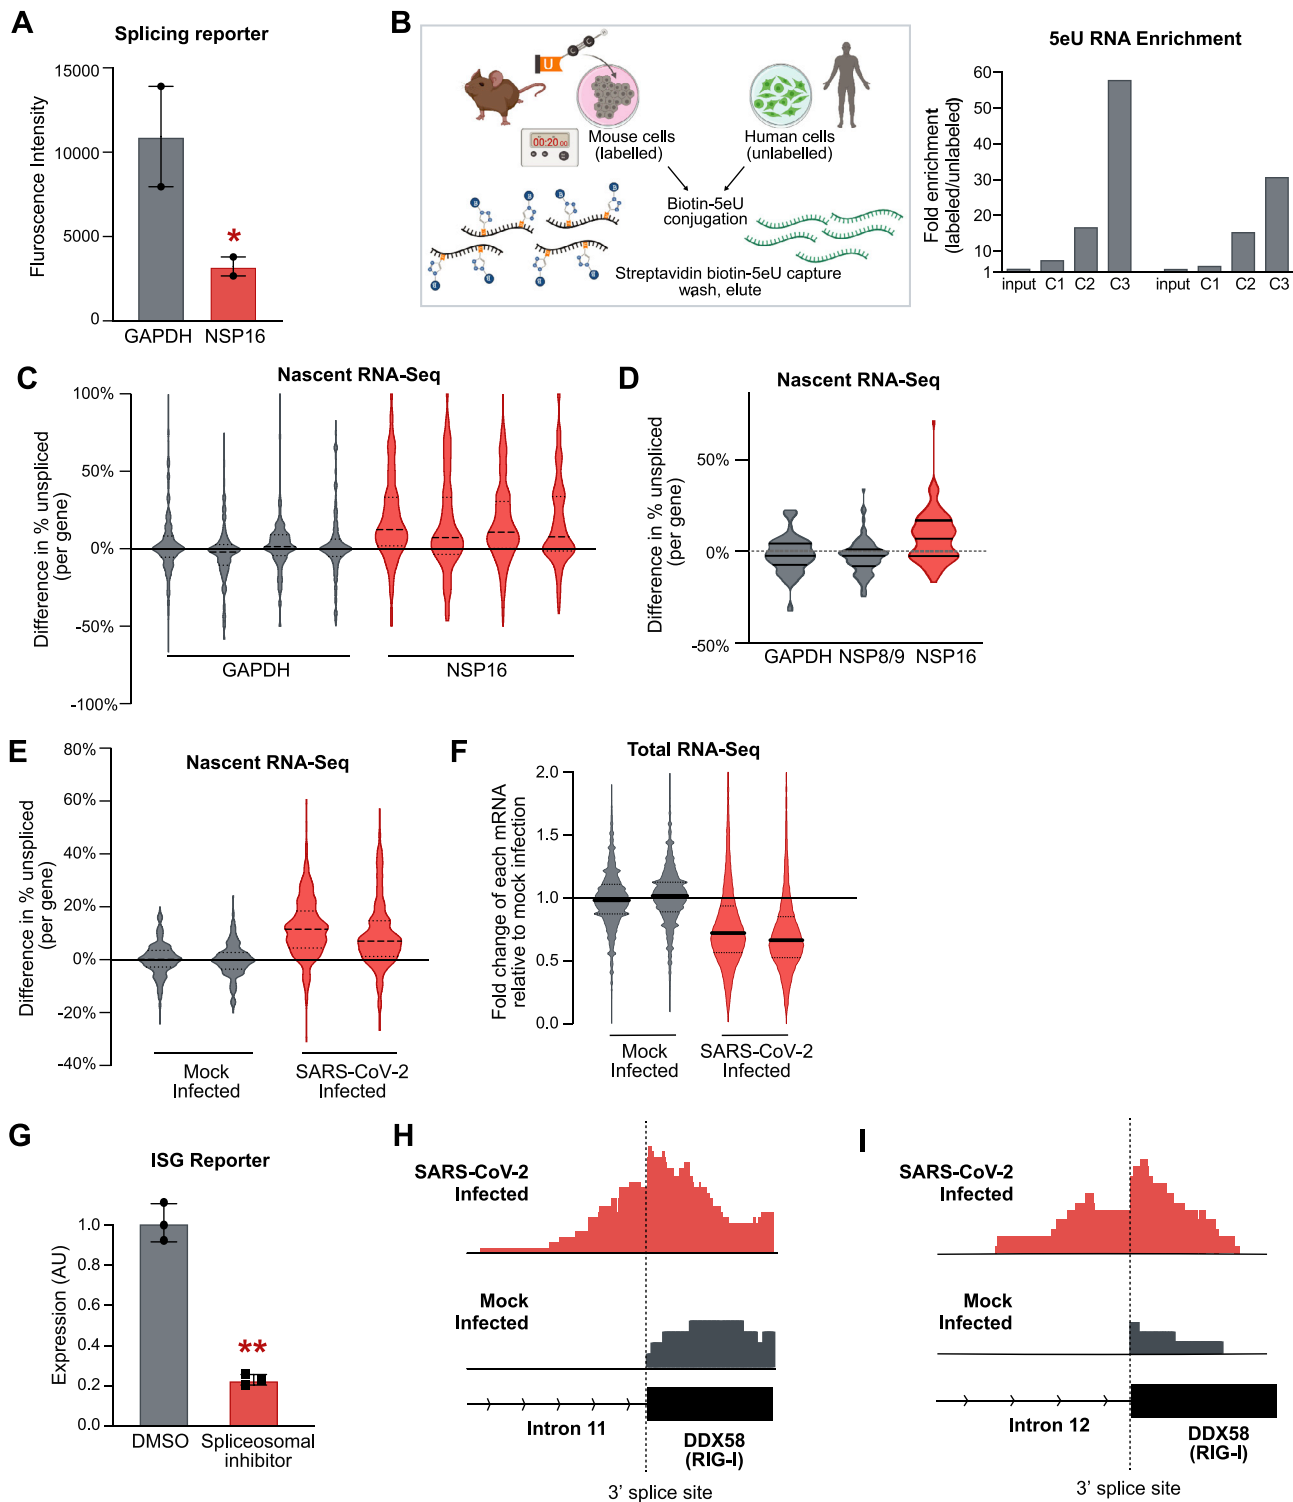 A
Splicing reporter
Fluroscence Intensity
15000
10000
5000
0
*
GAPDH
NSP16
B
U
C
C
00:20 00
Mouse cells
(labelled)
Human cells
(unlabelled)
Biotin-5eU
conjugation
B
B
B
B
B
B
B
B
Streptavidin biotin-5eU capture
wash, elute
5eU RNA Enrichment
Fold enrichment
(labeled/unlabeled)
60
50
40
30
20
10
1
input C1 C2 C3 input C1 C2 C3
C
Nascent RNA-Seq
Difference in % unspliced
(per gene)
100%
50%
0%
-50%
-100%
GAPDH
NSP16
D
Nascent RNA-Seq
Difference in % unspliced
(per gene)
50%
0%
-50%
GAPDH NSP8/9 NSP16
E
Nascent RNA-Seq
Difference in % unspliced
(per gene)
80%
60%
40%
20%
0%
-20%
-40%
Mock
Infected
SARS-CoV-2
Infected
F
Total RNA-Seq
Fold change of each mRNA
relative to mock infection
2.0
1.5
1.0
0.5
0.0
Mock
Infected
SARS-CoV-2
Infected
G
ISG Reporter
Expression (AU)
1.0
0.8
0.6
0.4
0.2
0.0
**
DMSO
Spliceosomal
inhibitor
H
SARS-CoV-2
Infected
Mock
Infected
Intron 11
DDX58
(RIG-I)
3’ splice site
I
SARS-CoV-2
Infected
Mock
Infected
Intron 12
DDX58
(RIG-I)
3’ splice site